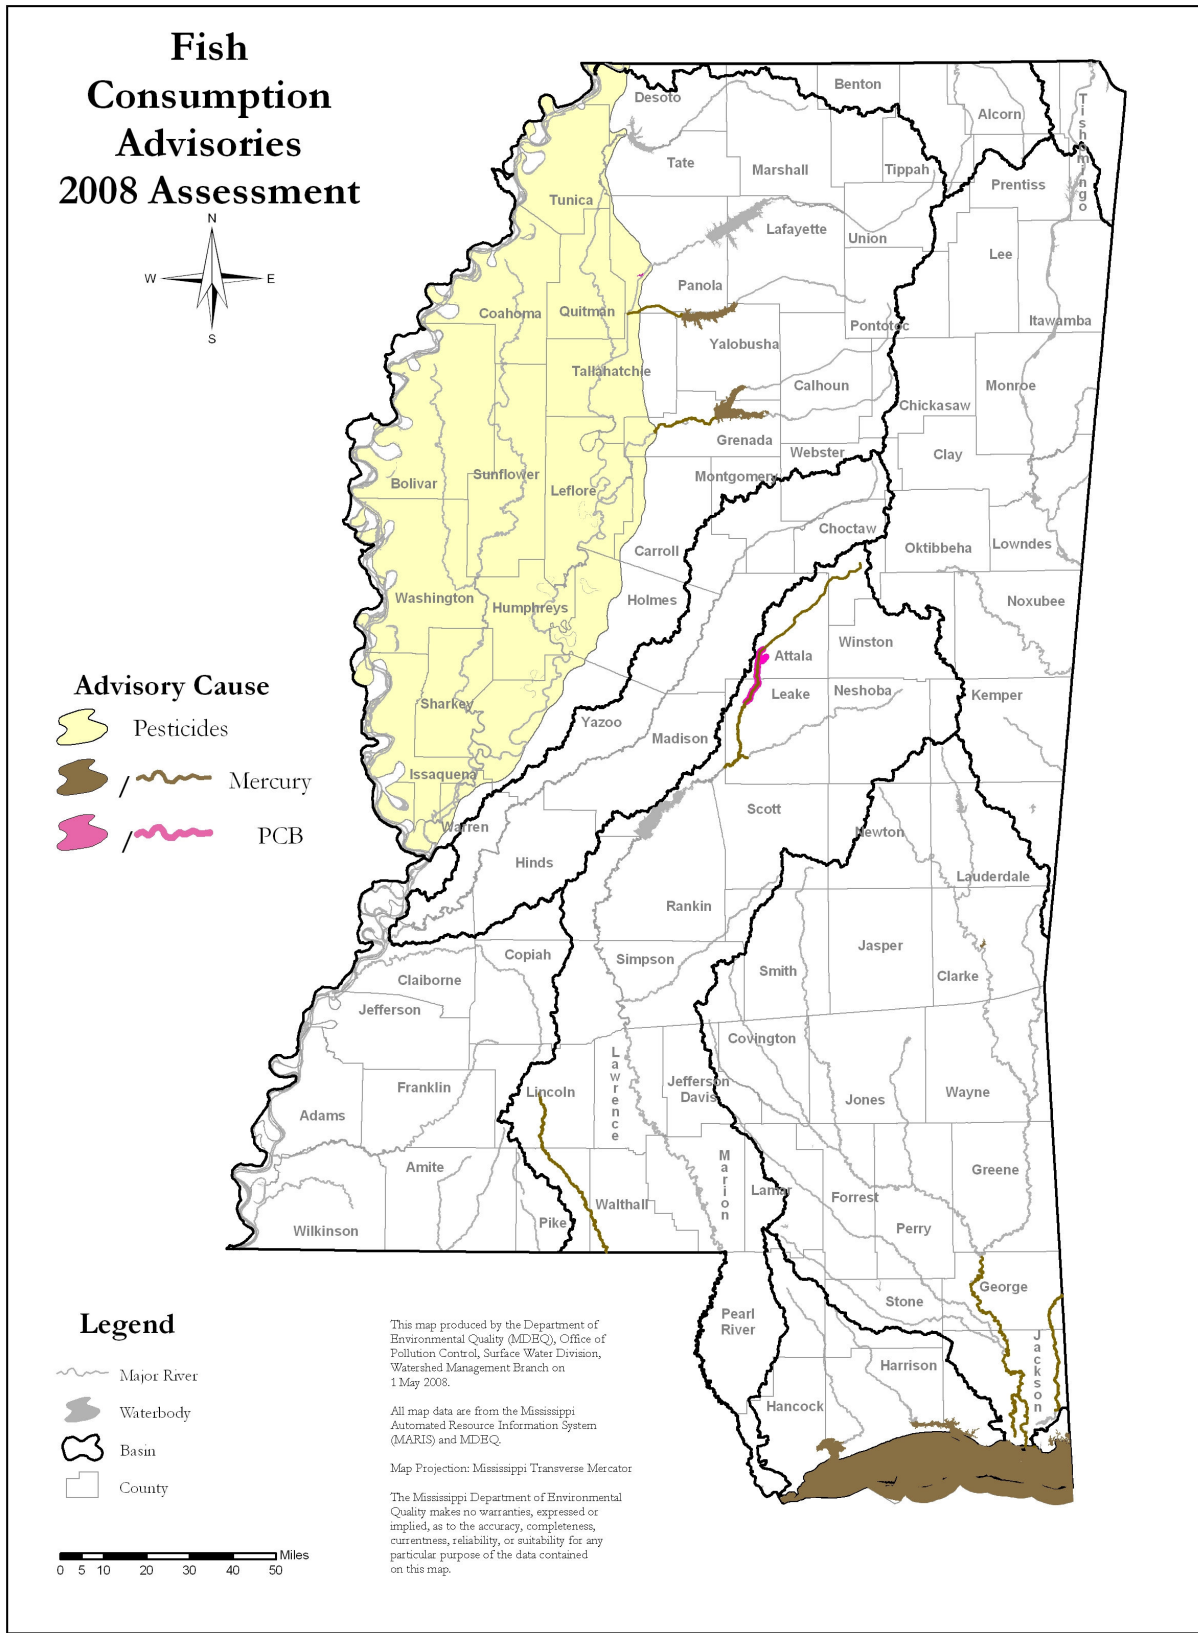 Fish
Consumption
Advisories
2008 Assessment
N
W
E
S
Desoto
Benton
Alcorn
Tishomingo
Tate
Marshall
Tippah
Prentiss
Tunica
Lafayette
Union
Lee
Panola
Coahoma
Quitman
Pontotoc
Itawamba
Yalobusha
Tallahatchie
Calhoun
Monroe
Chickasaw
Grenada
Webster
Clay
Montgomery
Sunflower
Bolivar
Leflore
Choctaw
Carroll
Oktibbeha
Lowndes
Washington
Humphreys
Holmes
Noxubee
Winston
Attala
Advisory Cause
Leake
Neshoba
Kemper
Sharkey
Pesticides
Yazoo
Madison
Issaquena
/
Mercury
Scott
Warren
Newton
/
PCB
Hinds
Lauderdale
Rankin
Jasper
Copiah
Simpson
Smith
Clarke
Claiborne
Jefferson
Covington
Lawrence
Jefferson
Davis
Franklin
Lincoln
Wayne
Jones
Adams
Amite
Marion
Greene
Lamar
Forrest
Walthall
Pike
Perry
Wilkinson
George
Stone
Pearl
River
Jackson
Harrison
Hancock
Legend
Major River
Waterbody
Basin
County
Miles
0 5 10 20 30 40 50
This map produced by the Department of
Environmental Quality (MDEQ), Office of
Pollution Control, Surface Water Division,
Watershed Management Branch on
1 May 2008.
All map data are from the Mississippi
Automated Resource Information System
(MARIS) and MDEQ.
Map Projection: Mississippi Transverse Mercator
The Mississippi Department of Environmental
Quality makes no warranties, expressed or
implied, as to the accuracy, completeness,
currentness, reliability, or suitability for any
particular purpose of the data contained
on this map.